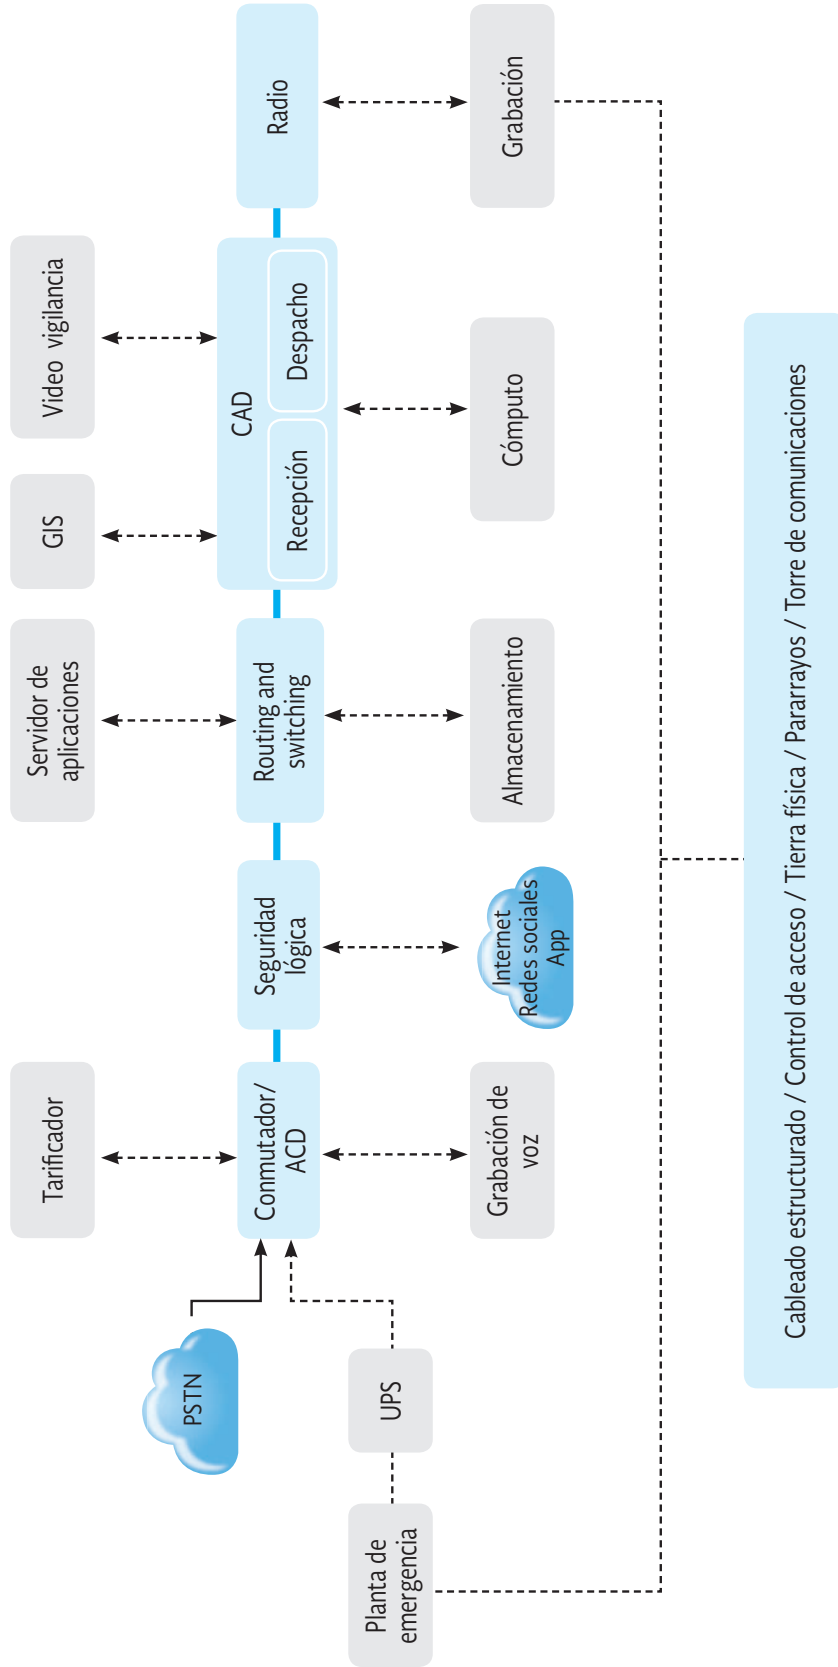 Tarificador
Servidor de
aplicaciones
GIS
Video vigilancia
PSTN
Conmutador/
ACD
Seguridad
lógica
Routing and
switching
CAD
Recepción
Despacho
Radio
Planta de
emergencia
UPS
Grabación de
voz
Internet
Redes sociales
App
Almacenamiento
Cómputo
Grabación
Cableado estructurado / Control de acceso / Tierra física / Pararrayos / Torre de comunicaciones